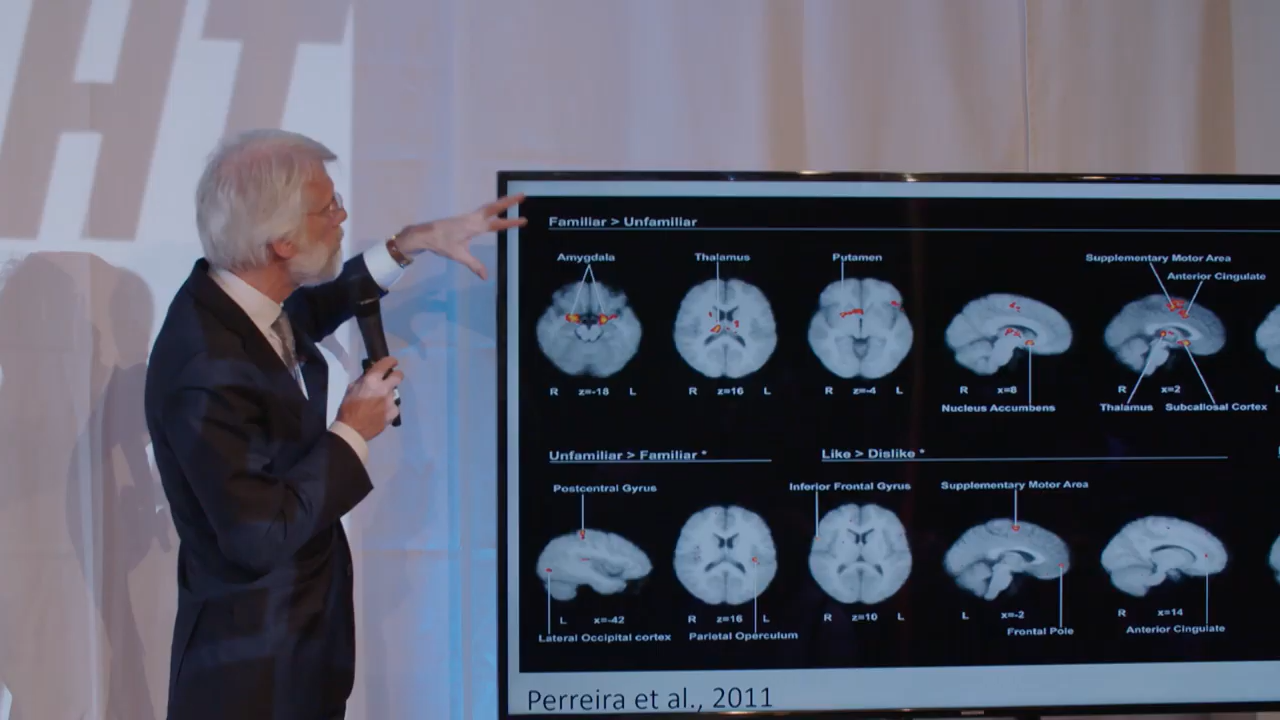 HT
Familiar > Unfamiliar
Amygdala
Thalamus
Putamen
Supplementary Motor Area
Anterior Cingulate
R z=-18 L
R z=16 L
R z=-4 L
R x=8
R x=2
Nucleus Accumbens
Thalamus
Subcallosal Cortex
Unfamiliar > Familiar *
Like > Dislike *
Postcentral Gyrus
Inferior Frontal Gyrus
Supplementary Motor Area
L x=-42
R z=16 L
R z=10 L
L x=-2
R x=14
Lateral Occipital cortex
Parietal Operculum
Frontal Pole
Anterior Cingulate
Perreira et al., 2011